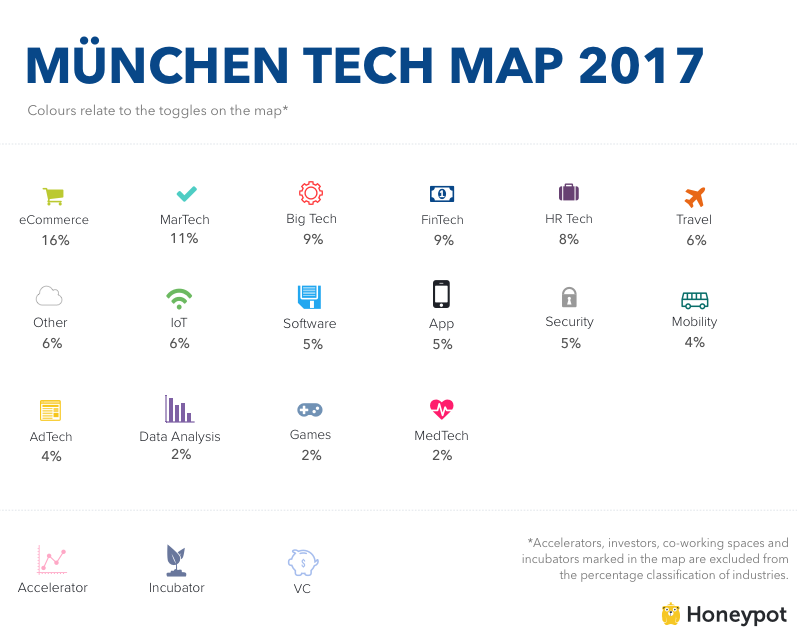 MÜNCHEN TECH MAP 2017
Colours relate to the toggles on the map*
eCommerce
16%
MarTech
11%
Big Tech
9%
FinTech
9%
HR Tech
8%
Travel
6%
Other
6%
IoT
6%
Software
5%
App
5%
Security
5%
Mobility
4%
AdTech
4%
Data Analysis
2%
Games
2%
MedTech
2%
Accelerator
Incubator
$
VC
*Accelerators, investors, co-working spaces and
incubators marked in the map are excluded from
the percentage classification of industries.
Honeypot